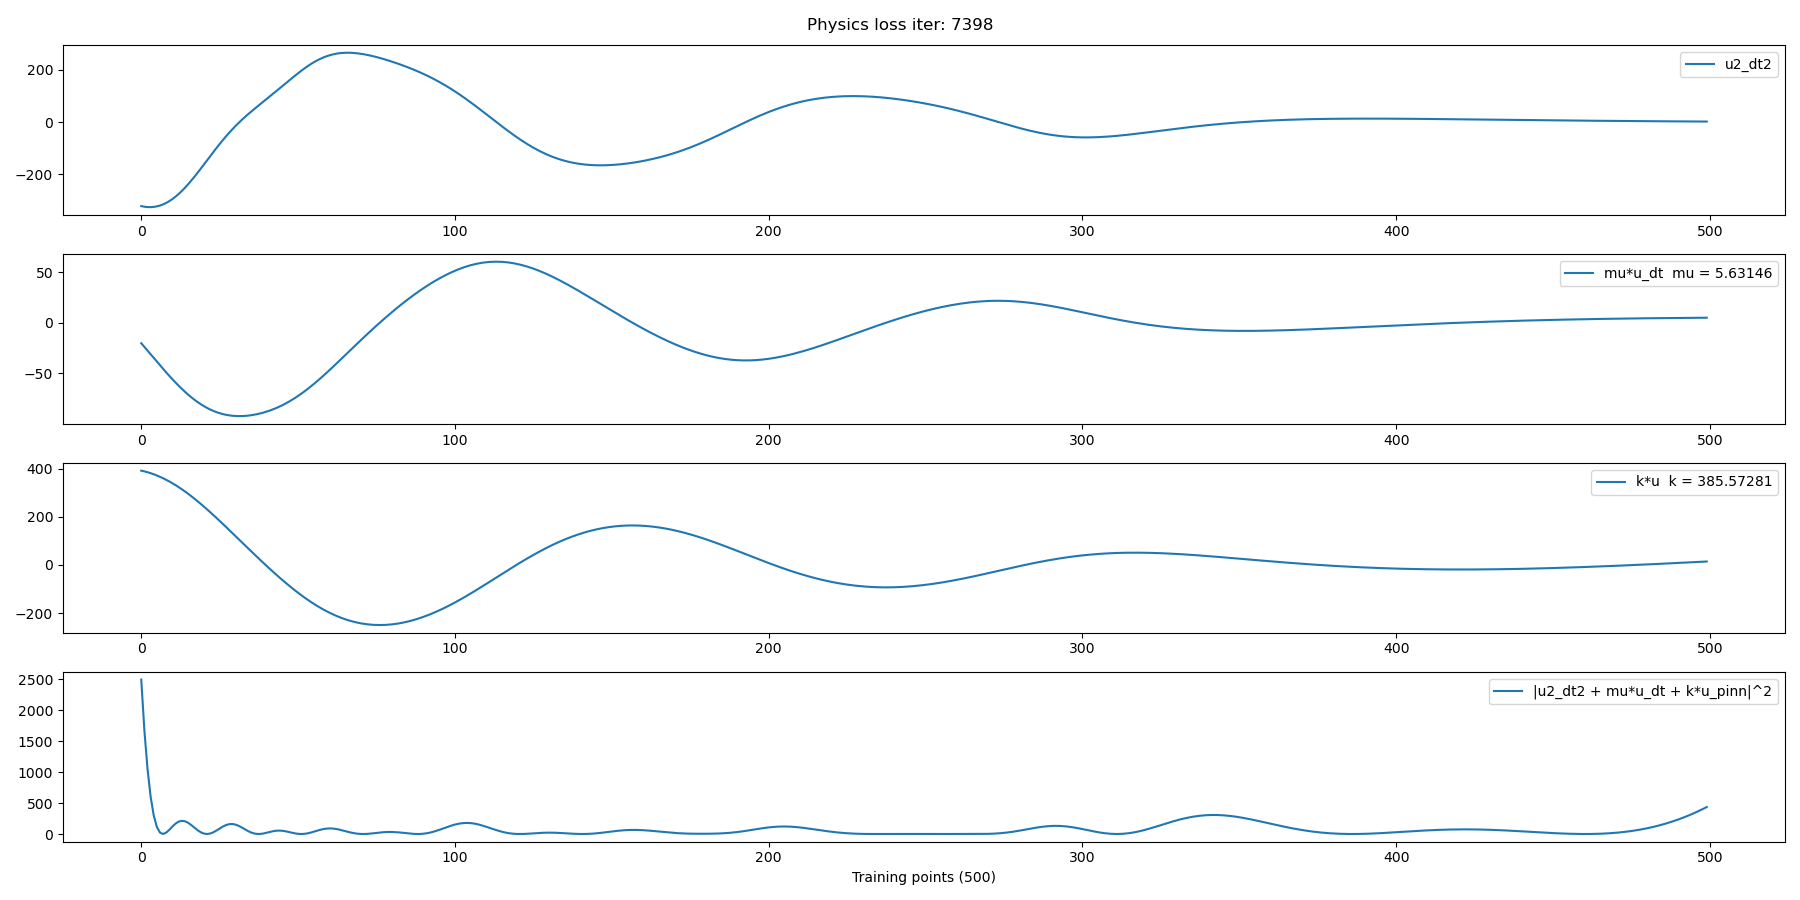 Physics loss iter: 7398
200
0
−200
u2_dt2
0 100 200 300 400 500
50
0
−50
mu*u_dt  mu = 5.63146
0 100 200 300 400 500
400
200
0
−200
k*u  k = 385.57281
0 100 200 300 400 500
2500
2000
1500
1000
500
0
|u2_dt2 + mu*u_dt + k*u_pinn|^2
0 100 200 300 400 500
Training points (500)